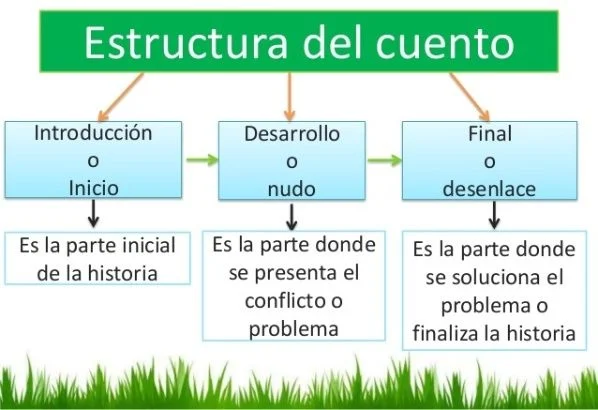 Estructura del cuento
Introducción
o
Inicio
Desarrollo
o
nudo
Final
o
desenlace
Es la parte inicial
de la historia
Es la parte donde
se presenta el
conflicto o
problema
Es la parte donde
se soluciona el
problema o
finaliza la historia